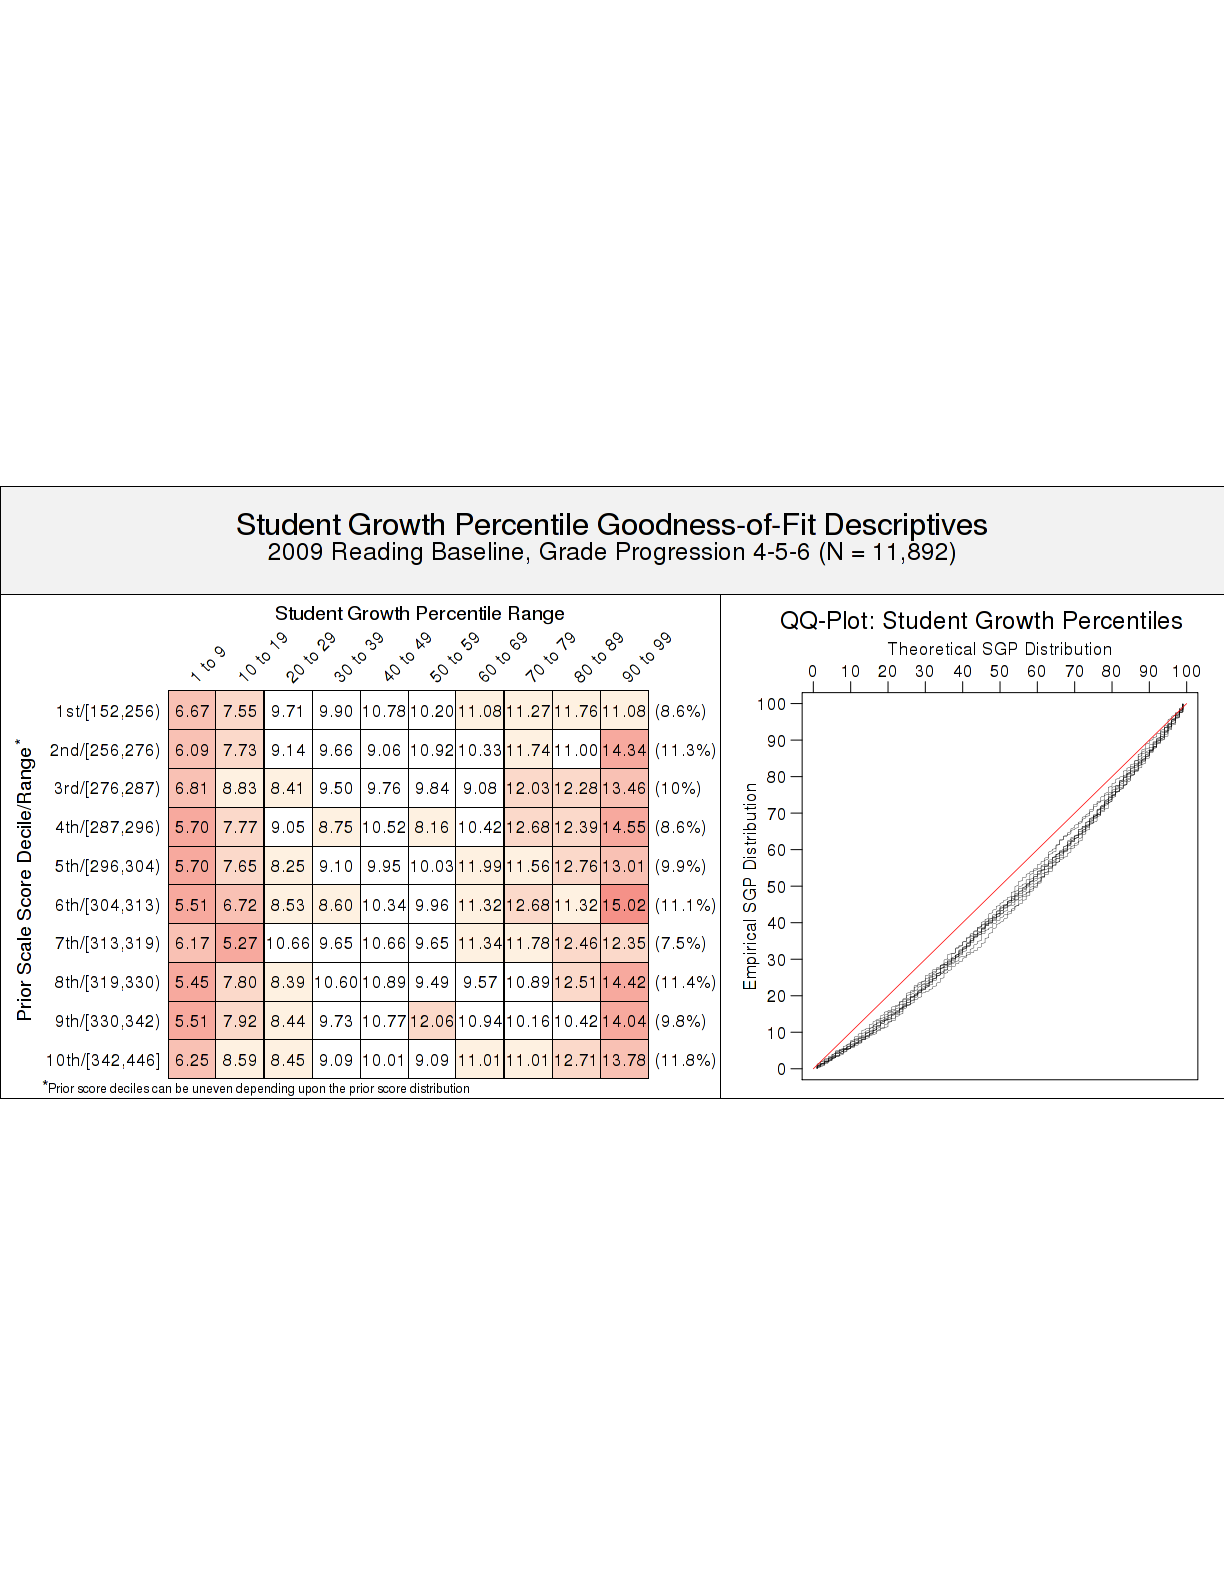 Student Growth Percentile Goodness-of-Fit Descriptives
2009 Reading Baseline, Grade Progression 4-5-6 (N = 11,892)
Student Growth Percentile Range
1 to 9 10 to 19 20 to 29 30 to 39 40 to 49 50 to 59 60 to 69 70 to 79 80 to 89 90 to 99
Prior Scale Score Decile/Range*
1st/[152,256) 6.67 7.55 9.71 9.90 10.78 10.20 11.08 11.27 11.76 11.08 (8.6%)
2nd/[256,276) 6.09 7.73 9.14 9.66 9.06 10.92 10.33 11.74 11.00 14.34 (11.3%)
3rd/[276,287) 6.81 8.83 8.41 9.50 9.76 9.84 9.08 12.03 12.28 13.46 (10%)
4th/[287,296) 5.70 7.77 9.05 8.75 10.52 8.16 10.42 12.68 12.39 14.55 (8.6%)
5th/[296,304) 5.70 7.65 8.25 9.10 9.95 10.03 11.99 11.56 12.76 13.01 (9.9%)
6th/[304,313) 5.51 6.72 8.53 8.60 10.34 9.96 11.32 12.68 11.32 15.02 (11.1%)
7th/[313,319) 6.17 5.27 10.66 9.65 10.66 9.65 11.34 11.78 12.46 12.35 (7.5%)
8th/[319,330) 5.45 7.80 8.39 10.60 10.89 9.49 9.57 10.89 12.51 14.42 (11.4%)
9th/[330,342) 5.51 7.92 8.44 9.73 10.77 12.06 10.94 10.16 10.42 14.04 (9.8%)
10th/[342,446] 6.25 8.59 8.45 9.09 10.01 9.09 11.01 11.01 12.71 13.78 (11.8%)
*Prior score deciles can be uneven depending upon the prior score distribution
QQ-Plot: Student Growth Percentiles
Theoretical SGP Distribution
0 10 20 30 40 50 60 70 80 90 100
Empirical SGP Distribution
100
90
80
70
60
50
40
30
20
10
0